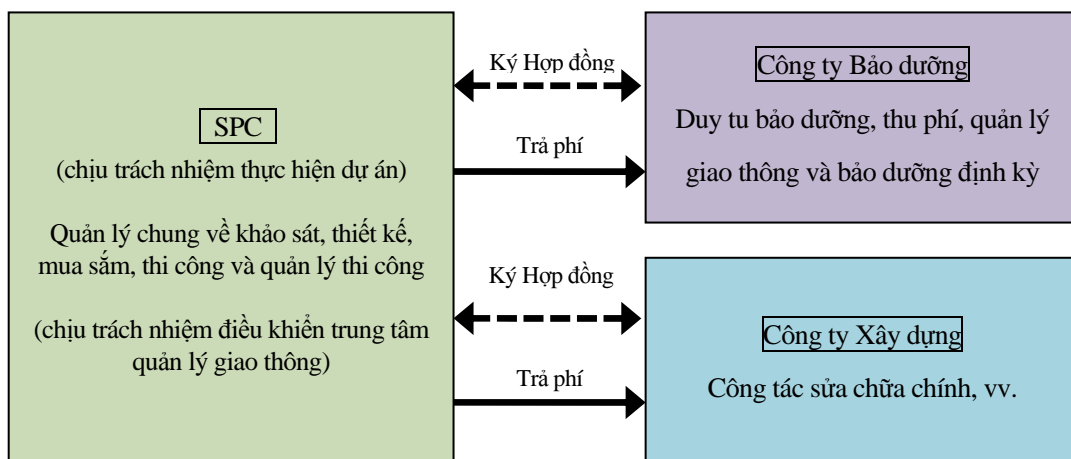 SPC
(chịu trách nhiệm thực hiện dự án)
Quản lý chung về khảo sát, thiết kế,
mua sắm, thi công và quản lý thi công
(chịu trách nhiệm điều khiển trung tâm
quản lý giao thông)
Ký Hợp đồng
Trả phí
Ký Hợp đồng
Trả phí
Công ty Bảo dưỡng
Duy tu bảo dưỡng, thu phí, quản lý
giao thông và bảo dưỡng định kỳ
Công ty Xây dựng
Công tác sửa chữa chính, vv.